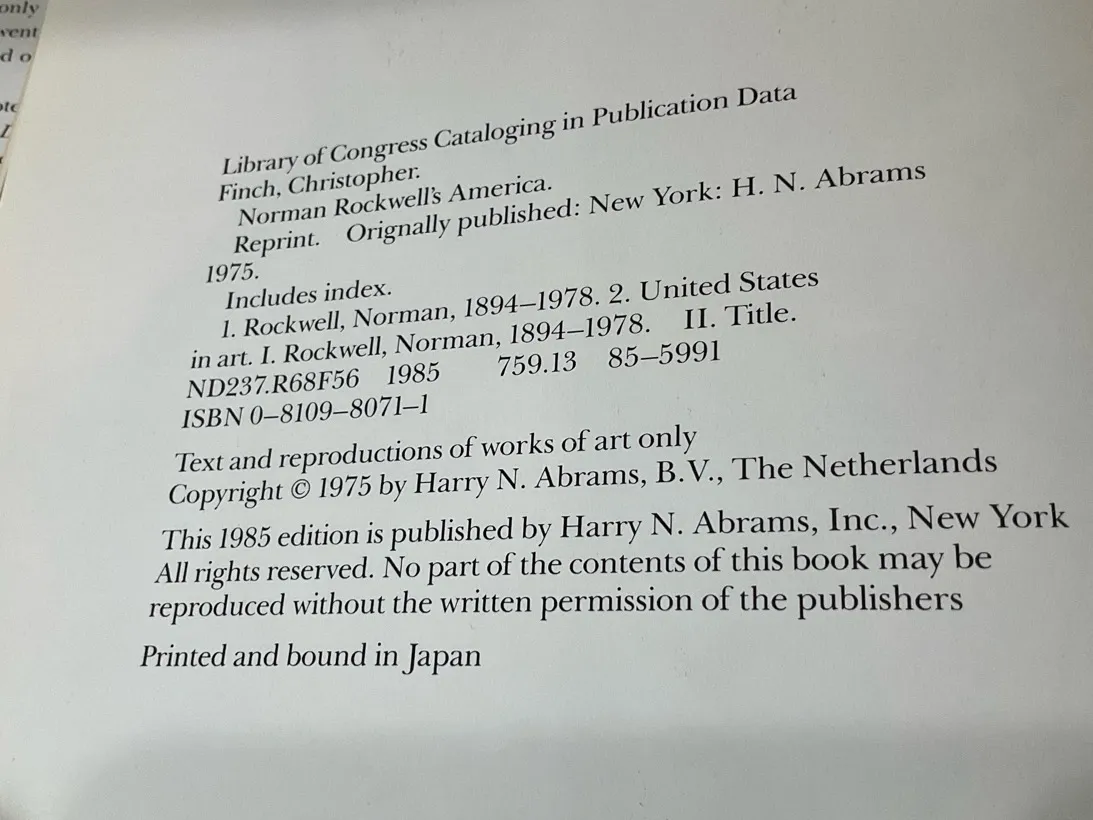 only
vent
d o
ote
Library of Congress Cataloging in Publication Data
Finch, Christopher.
Norman Rockwell's America.
Reprint. Orignally published: New York: H. N. Abrams
1975.
Includes index.
1. Rockwell, Norman, 1894–1978. 2. United States
in art. I. Rockwell, Norman, 1894–1978. II. Title.
ND237.R68F56 1985 759.13 85–5991
ISBN 0–8109–8071–1
Text and reproductions of works of art only
Copyright © 1975 by Harry N. Abrams, B.V., The Netherlands
This 1985 edition is published by Harry N. Abrams, Inc., New York
All rights reserved. No part of the contents of this book may be
reproduced without the written permission of the publishers
Printed and bound in Japan